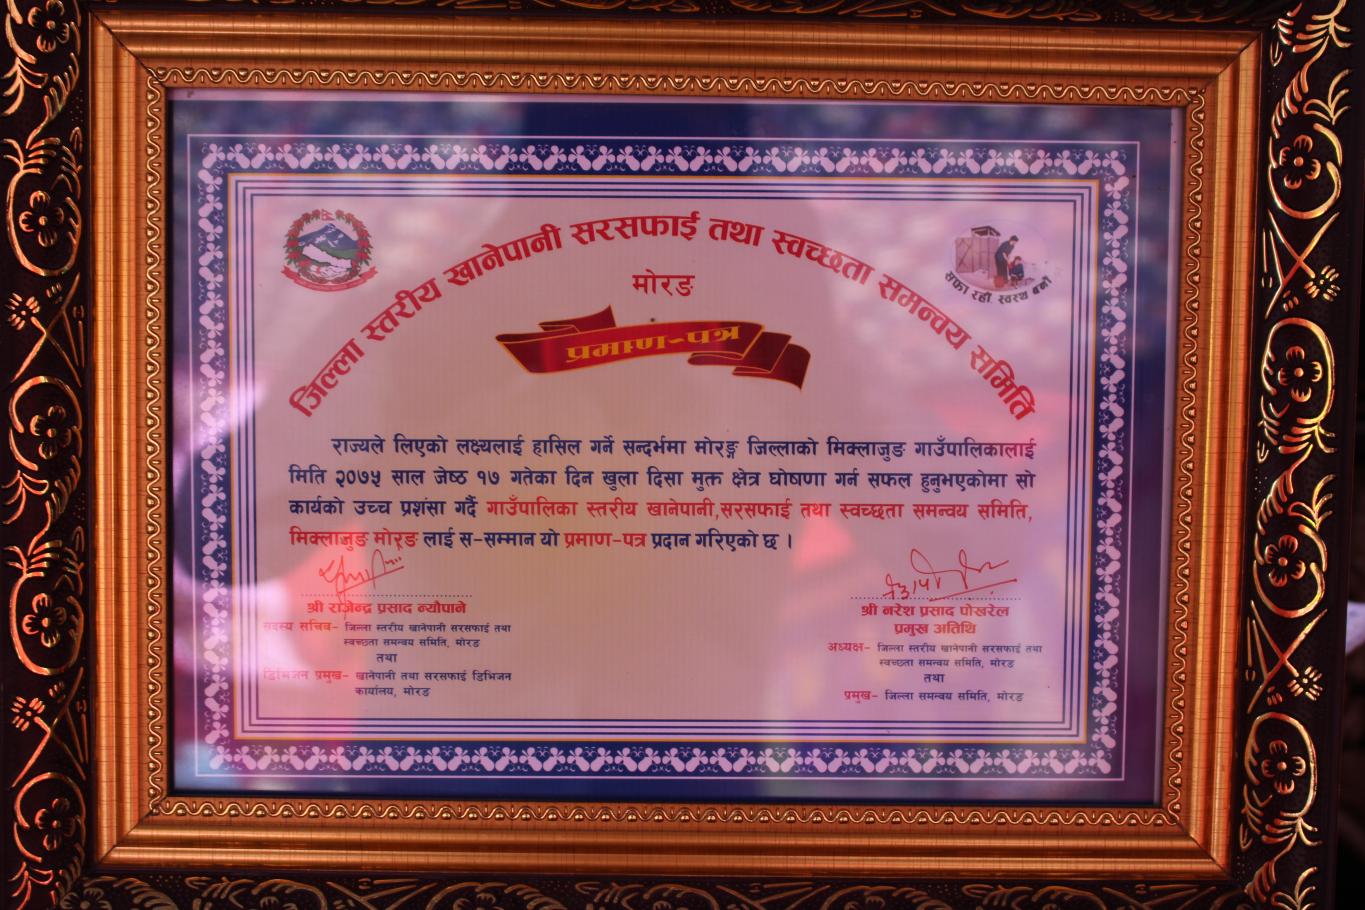 जिल्ला स्तरीय खानेपानी सरसफाई तथा स्वच्छता समन्वय समिति
मोरङ
सफा रहौं स्वस्थ बनौं
प्रमाण-पत्र
राज्यले लिएको लक्ष्यलाई हासिल गर्ने सन्दर्भमा मोरङ्ग जिल्लाको मिक्लाजुङ गाउँपालिकालाई
मिति २०७५ साल जेष्ठ १७ गतेका दिन खुला दिसा मुक्त क्षेत्र घोषणा गर्न सफल हुनुभएकोमा सो
कार्यको उच्च प्रशंसा गर्दै गाउँपालिका स्तरीय खानेपानी,सरसफाई तथा स्वच्छता समन्वय समिति,
मिक्लाजुङ मोरङ लाई स-सम्मान यो प्रमाण-पत्र प्रदान गरिएको छ ।
श्री राजेन्द्र प्रसाद न्यौपाने
सदस्य सचिव- जिल्ला स्तरीय खानेपानी सरसफाई तथा
स्वच्छता समन्वय समिति, मोरङ
तथा
डिभिजन प्रमुख- खानेपानी तथा सरसफाई डिभिजन
कार्यालय, मोरङ
श्री नरेश प्रसाद पोखरेल
प्रमुख अतिथि
अध्यक्ष- जिल्ला स्तरीय खानेपानी सरसफाई तथा
स्वच्छता समन्वय समिति, मोरङ
तथा
प्रमुख- जिल्ला समन्वय समिति, मोरङ